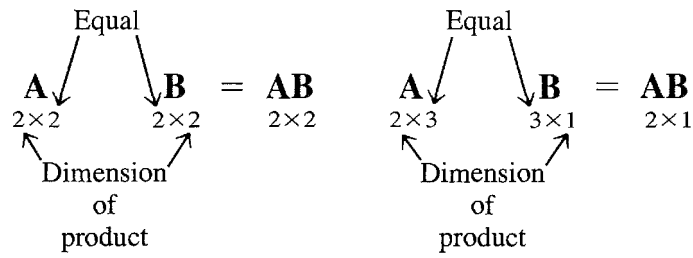 Equal
A B = AB
2×2 2×2 2×2
Dimension
of
product
Equal
A B = AB
2×3 3×1 2×1
Dimension
of
product